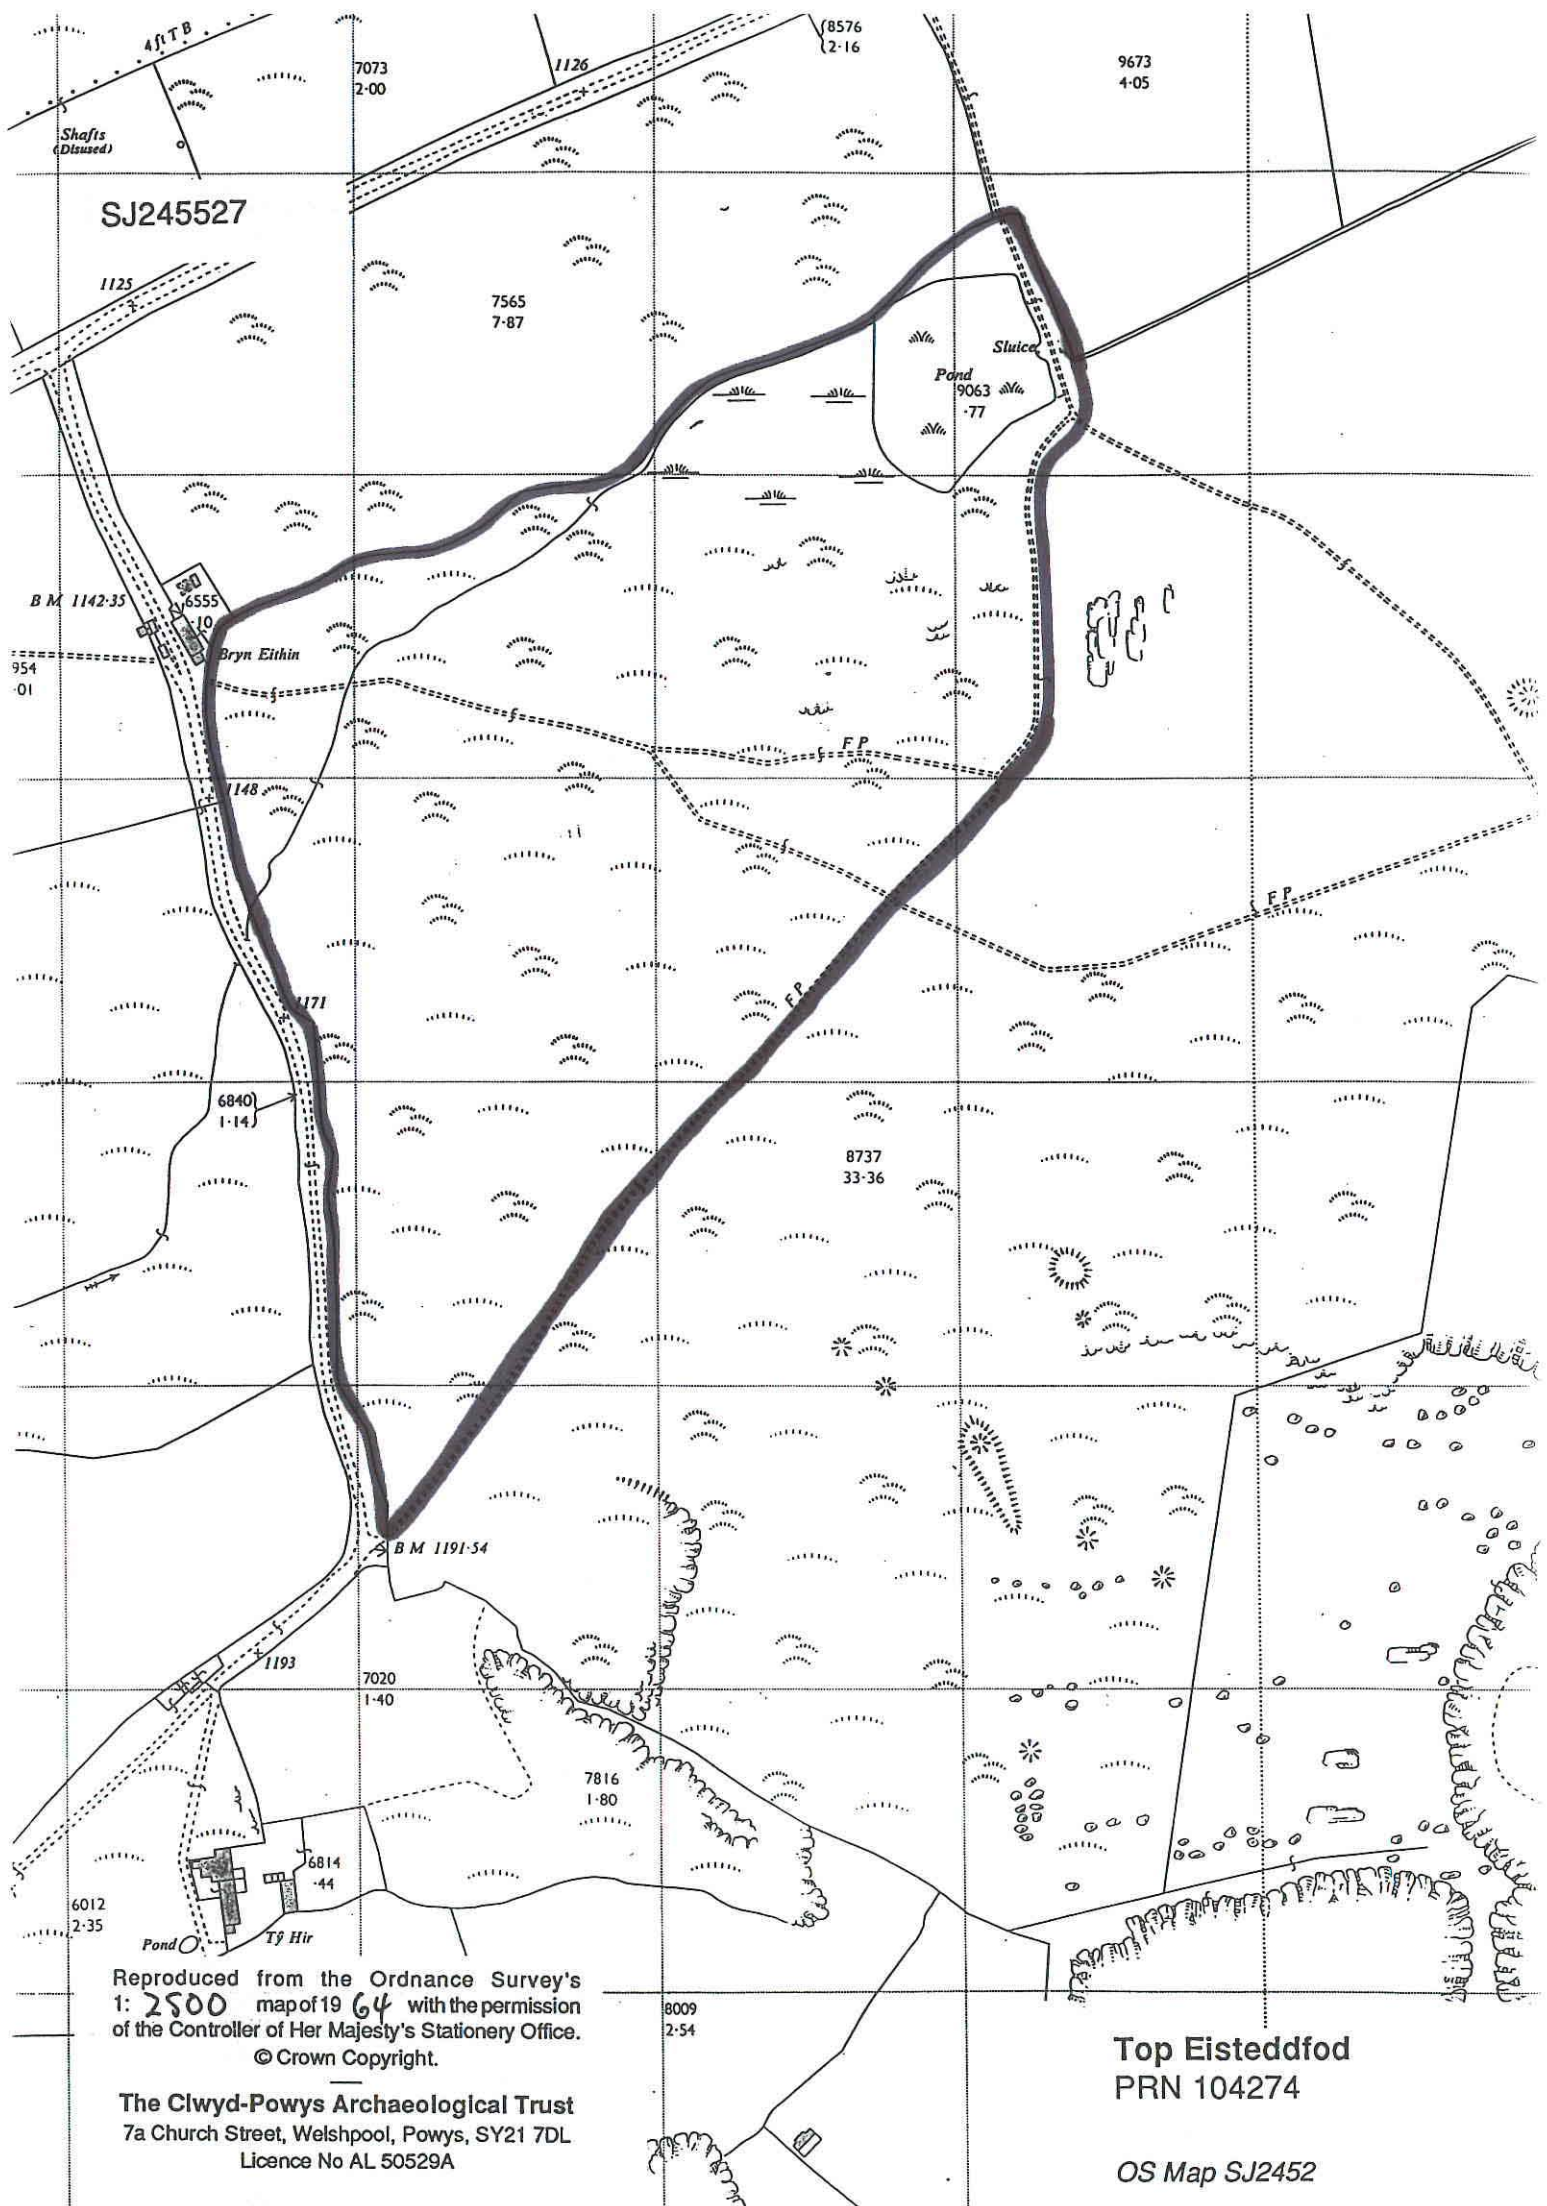 4ft T B
7073
2·00
1126
8576
2·16
9673
4·05
Shafts
(Disused)
SJ245527
1125
7565
7·87
Sluice
Pond
9063
·77
B M 1142·35
6555
·10
Bryn Eithin
954
·01
F P
1148
F P
F P
1171
6840
1·14
8737
33·36
B M 1191·54
1193
7020
1·40
7816
1·80
6814
·44
6012
2·35
Pond
Tŷ Hir
Reproduced from the Ordnance Survey's
1: 2500 map of 19 64 with the permission
of the Controller of Her Majesty's Stationery Office.
© Crown Copyright.
8009
2·54
The Clwyd-Powys Archaeological Trust
7a Church Street, Welshpool, Powys, SY21 7DL
Licence No AL 50529A
Top Eisteddfod
PRN 104274
OS Map SJ2452